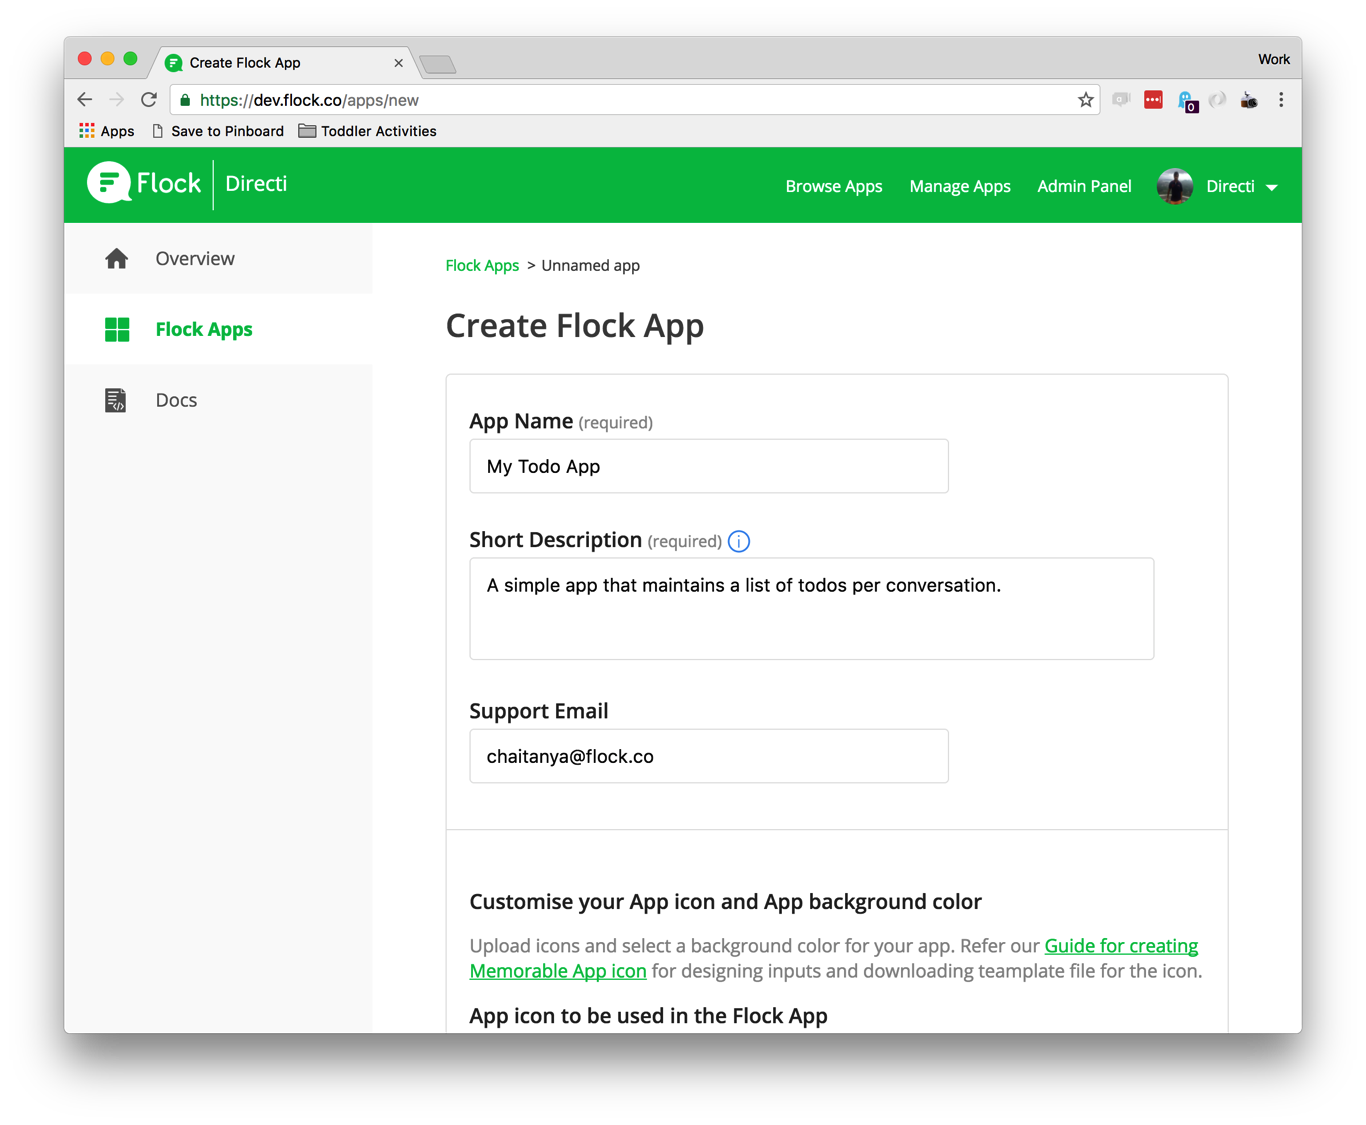 Create Flock App
Work
https://dev.flock.co/apps/new
0
Apps Save to Pinboard Toddler Activities
Flock Directi
Browse Apps Manage Apps Admin Panel Directi
Overview
Flock Apps
Docs
Flock Apps > Unnamed app
Create Flock App
App Name (required)
My Todo App
Short Description (required)
A simple app that maintains a list of todos per conversation.
Support Email
chaitanya@flock.co
Customise your App icon and App background color
Upload icons and select a background color for your app. Refer our Guide for creating
Memorable App icon for designing inputs and downloading teamplate file for the icon.
App icon to be used in the Flock App